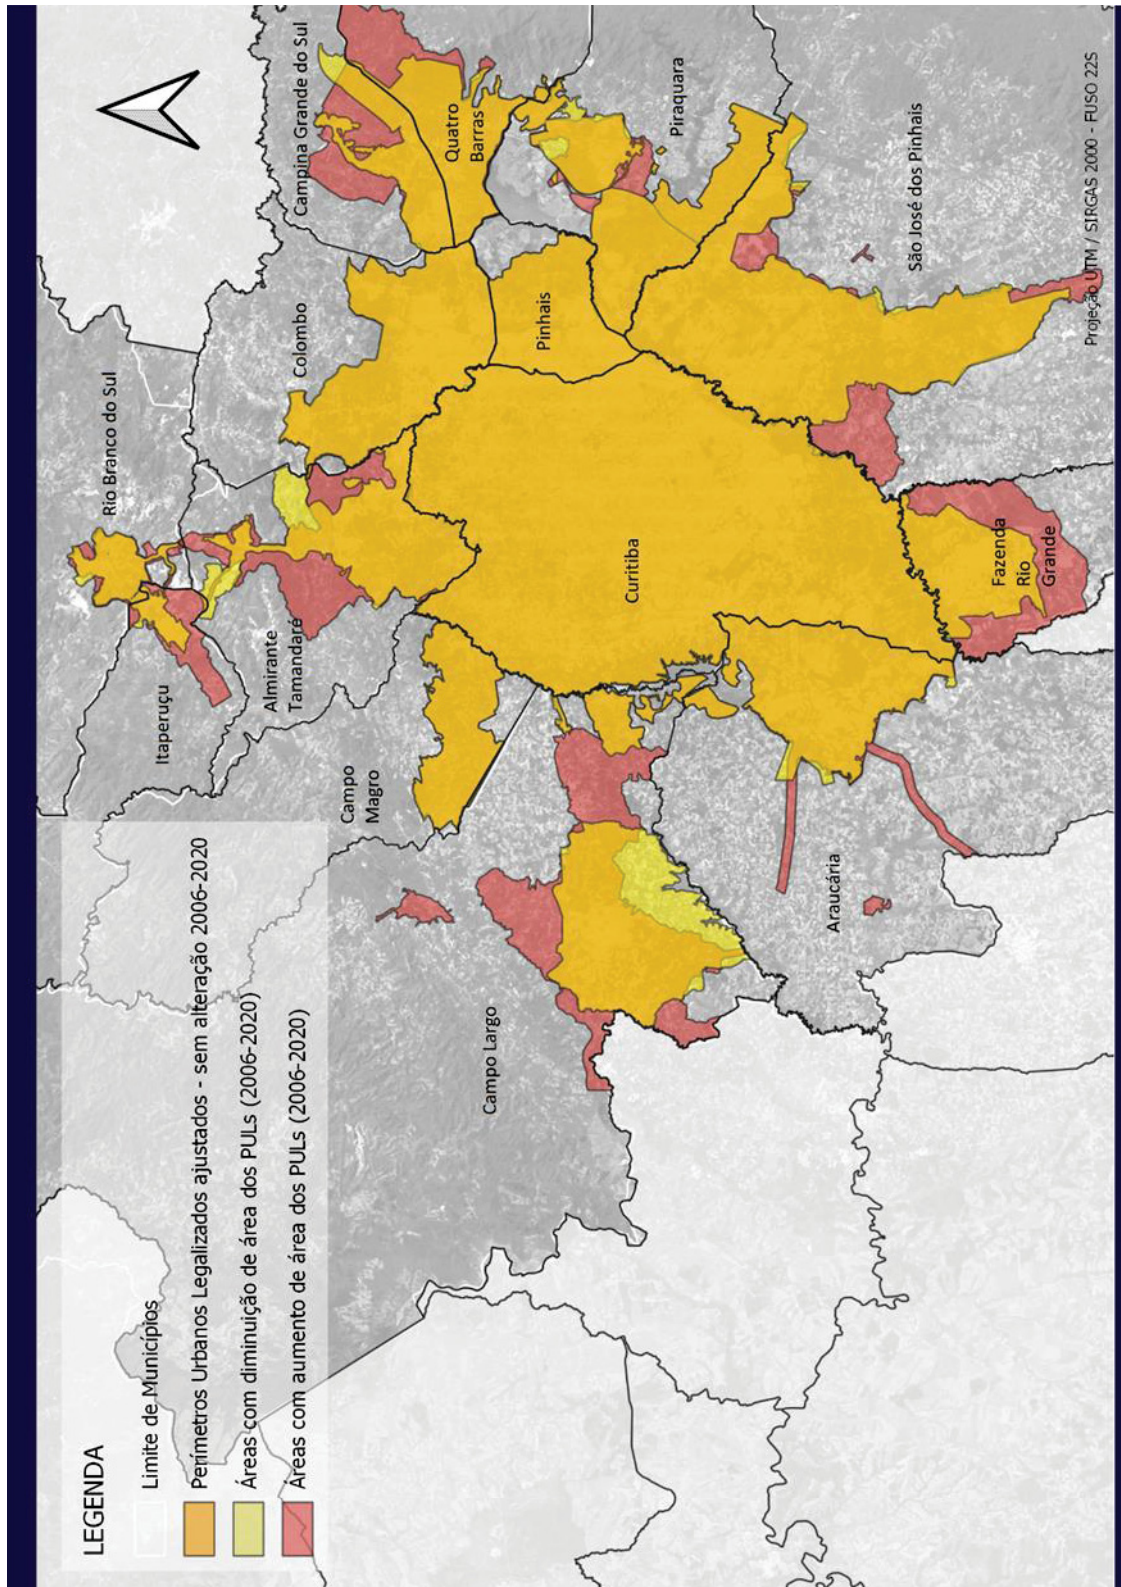 Campina Grande do Sul
Quatro
Barras
Piraquara
São José dos Pinhais
Projeção UTM / SIRGAS 2000 - FUSO 22S
Rio Branco do Sul
Colombo
Pinhais
Itaperuçu
Almirante
Tamandaré
Curitiba
Fazenda
Rio
Grande
Campo
Magro
Araucária
Campo Largo
LEGENDA
Limite de Municípios
Perímetros Urbanos Legalizados ajustados - sem alteração 2006-2020
Áreas com diminuição de área dos PULs (2006-2020)
Áreas com aumento de área dos PULs (2006-2020)